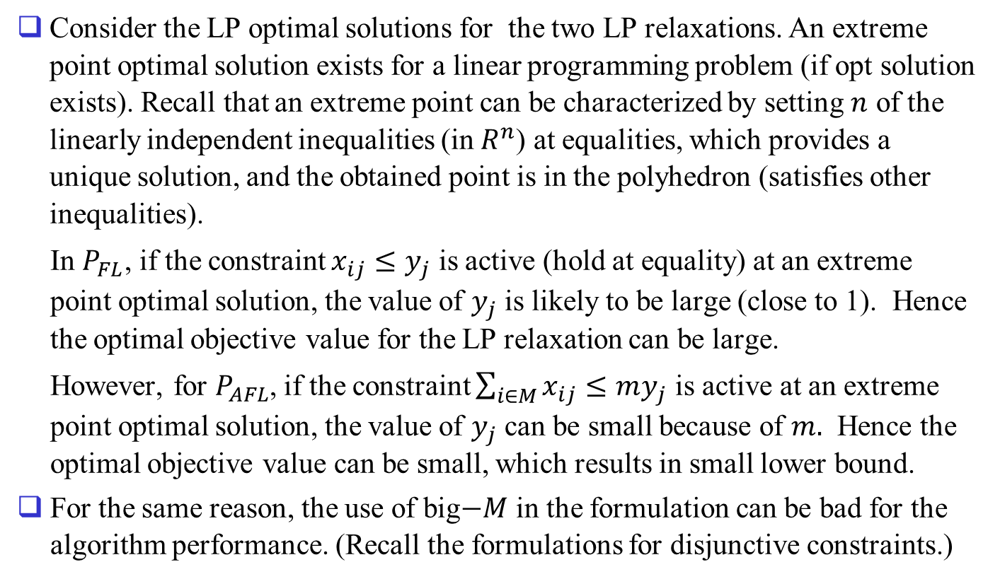 ❑ Consider the LP optimal solutions for the two LP relaxations. An extreme
point optimal solution exists for a linear programming problem (if opt solution
exists). Recall that an extreme point can be characterized by setting n of the
linearly independent inequalities (in Rⁿ) at equalities, which provides a
unique solution, and the obtained point is in the polyhedron (satisfies other
inequalities).
In P_{FL}, if the constraint x_{ij} ≤ y_j is active (hold at equality) at an extreme
point optimal solution, the value of y_j is likely to be large (close to 1). Hence
the optimal objective value for the LP relaxation can be large.
However, for P_{AFL}, if the constraint ∑_{i∈M} x_{ij} ≤ my_j is active at an extreme
point optimal solution, the value of y_j can be small because of m. Hence the
optimal objective value can be small, which results in small lower bound.
❑ For the same reason, the use of big−M in the formulation can be bad for the
algorithm performance. (Recall the formulations for disjunctive constraints.)